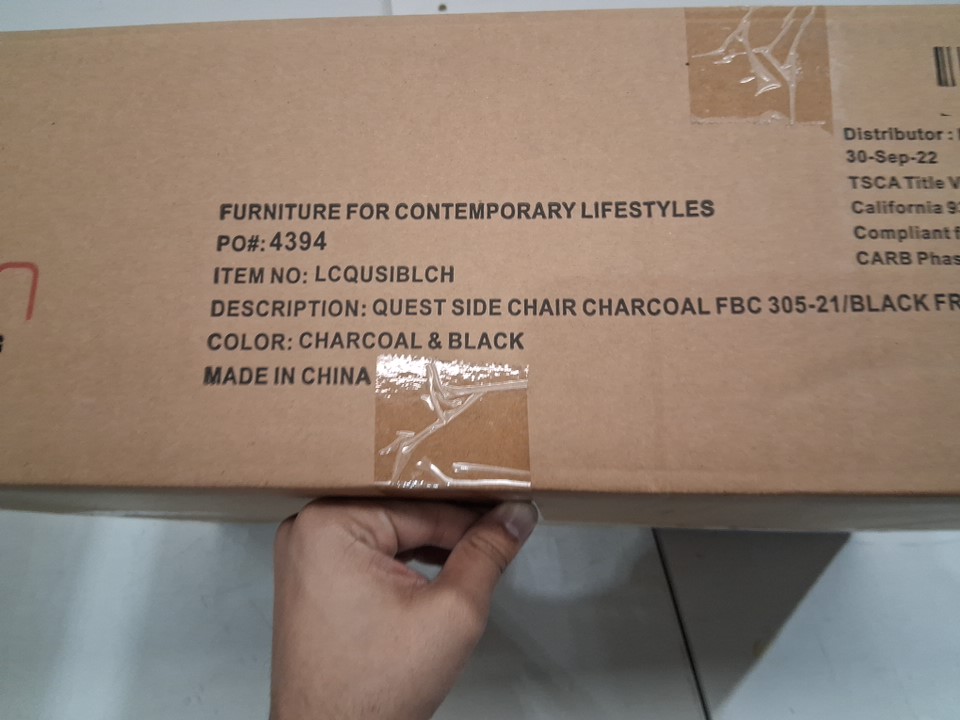 FURNITURE FOR CONTEMPORARY LIFESTYLES
PO#: 4394
ITEM NO: LCQUSIBLCH
DESCRIPTION: QUEST SIDE CHAIR CHARCOAL FBC 305-21/BLACK FR
COLOR: CHARCOAL & BLACK
MADE IN CHINA
Distributor :
30-Sep-22
TSCA Title V
California 93
Compliant f
CARB Phas